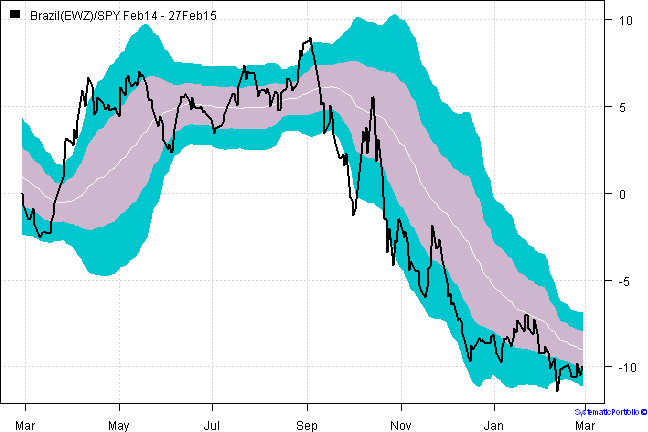 Brazil(EWZ)/SPY Feb14 - 27Feb15
10
5
0
-5
-10
Mar May Jul Sep Nov Jan Mar
SystematicPortfolio ©